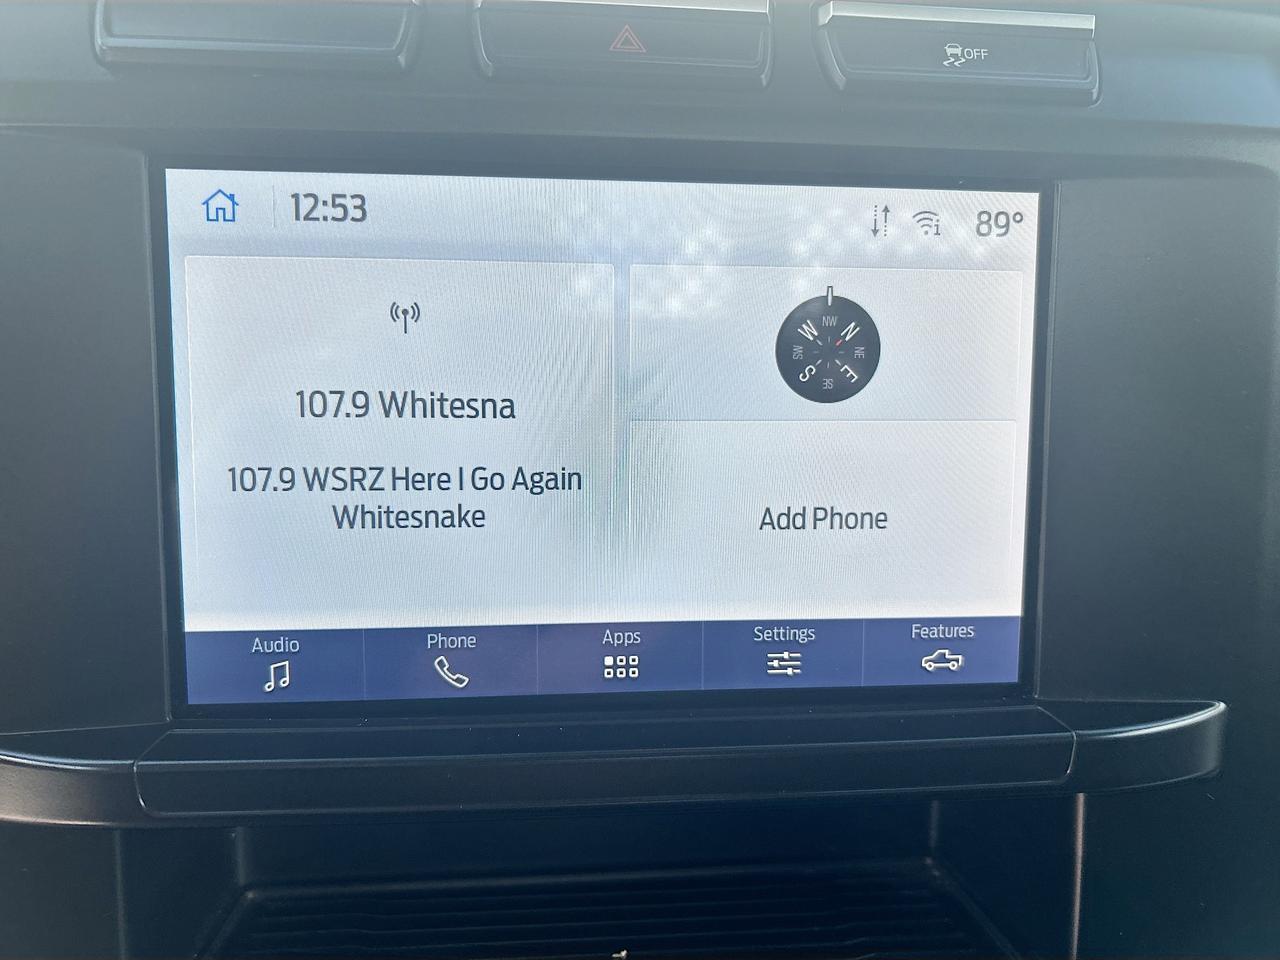 OFF
12:53
89°
107.9 Whitesna
107.9 WSRZ Here I Go Again
Whitesnake
NW
W N
SW NE
S E
SE
Add Phone
Audio Phone Apps Settings Features